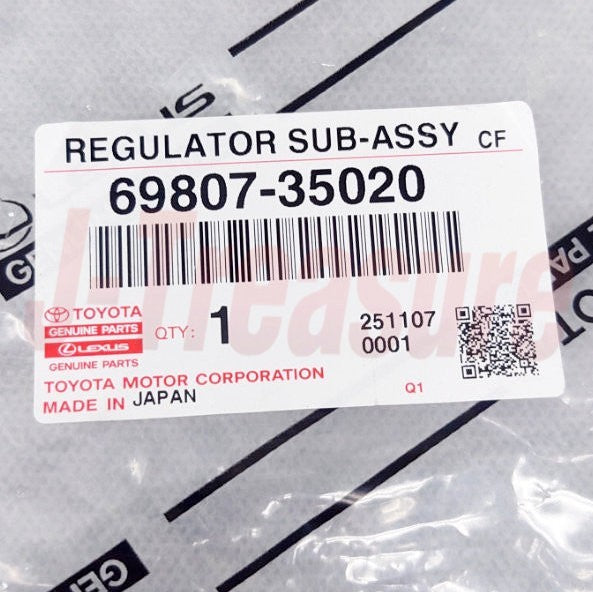 REGULATOR SUB-ASSY CF
69807-35020
TOYOTA
GENUINE PARTS
LEXUS
GENUINE PARTS
QTY: 1
251107
0001
TOYOTA MOTOR CORPORATION
MADE IN JAPAN
Q1
J-Treasure